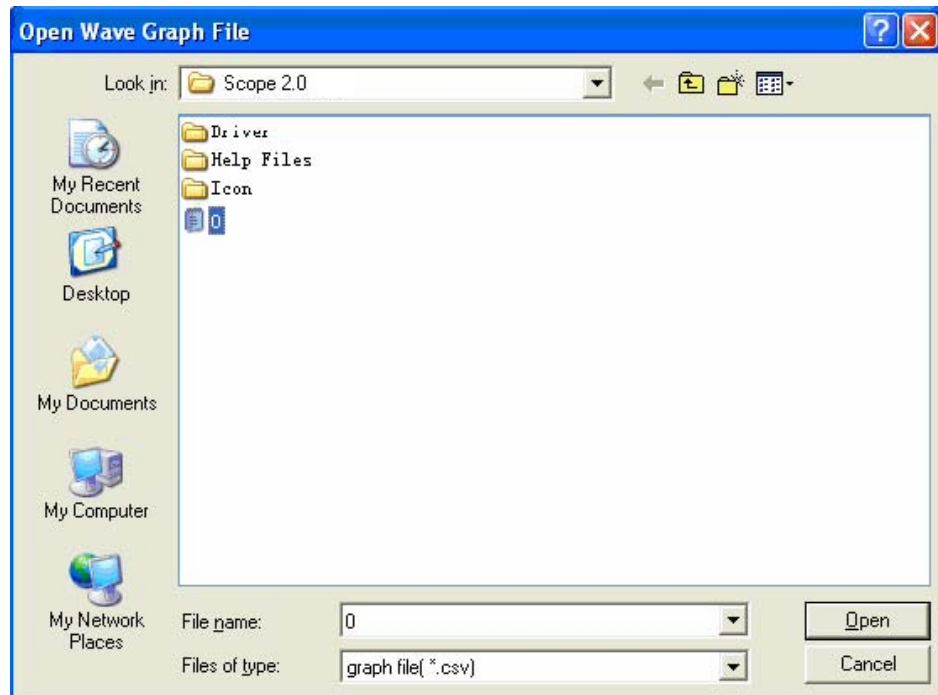 Open Wave Graph File
Look in:
Scope 2.0
Driver
Help Files
Icon
0
My Recent
Documents
Desktop
My Documents
My Computer
My Network
Places
File name:
0
Open
Files of type:
graph file( *.csv)
Cancel